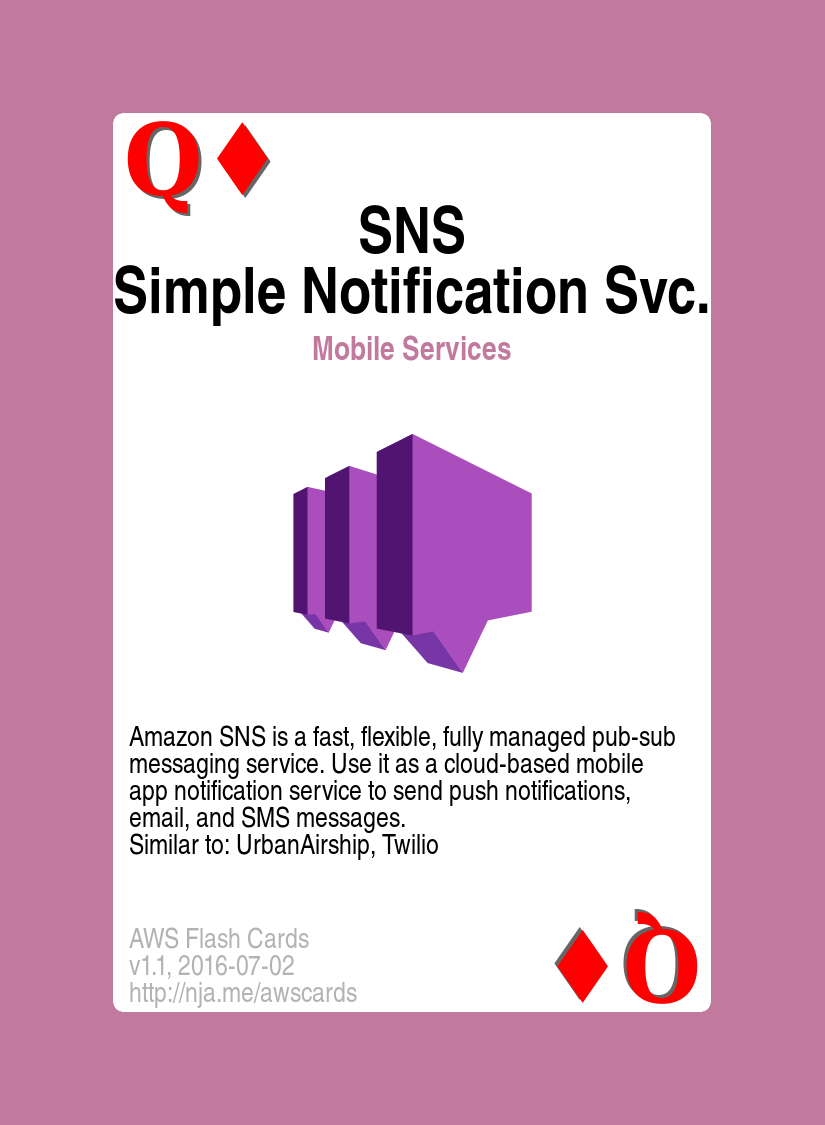 Q♦
SNS
Simple Notification Svc.
Mobile Services
Amazon SNS is a fast, flexible, fully managed pub-sub
messaging service. Use it as a cloud-based mobile
app notification service to send push notifications,
email, and SMS messages.
Similar to: UrbanAirship, Twilio
AWS Flash Cards
v1.1, 2016-07-02
http://nja.me/awscards
Q♦